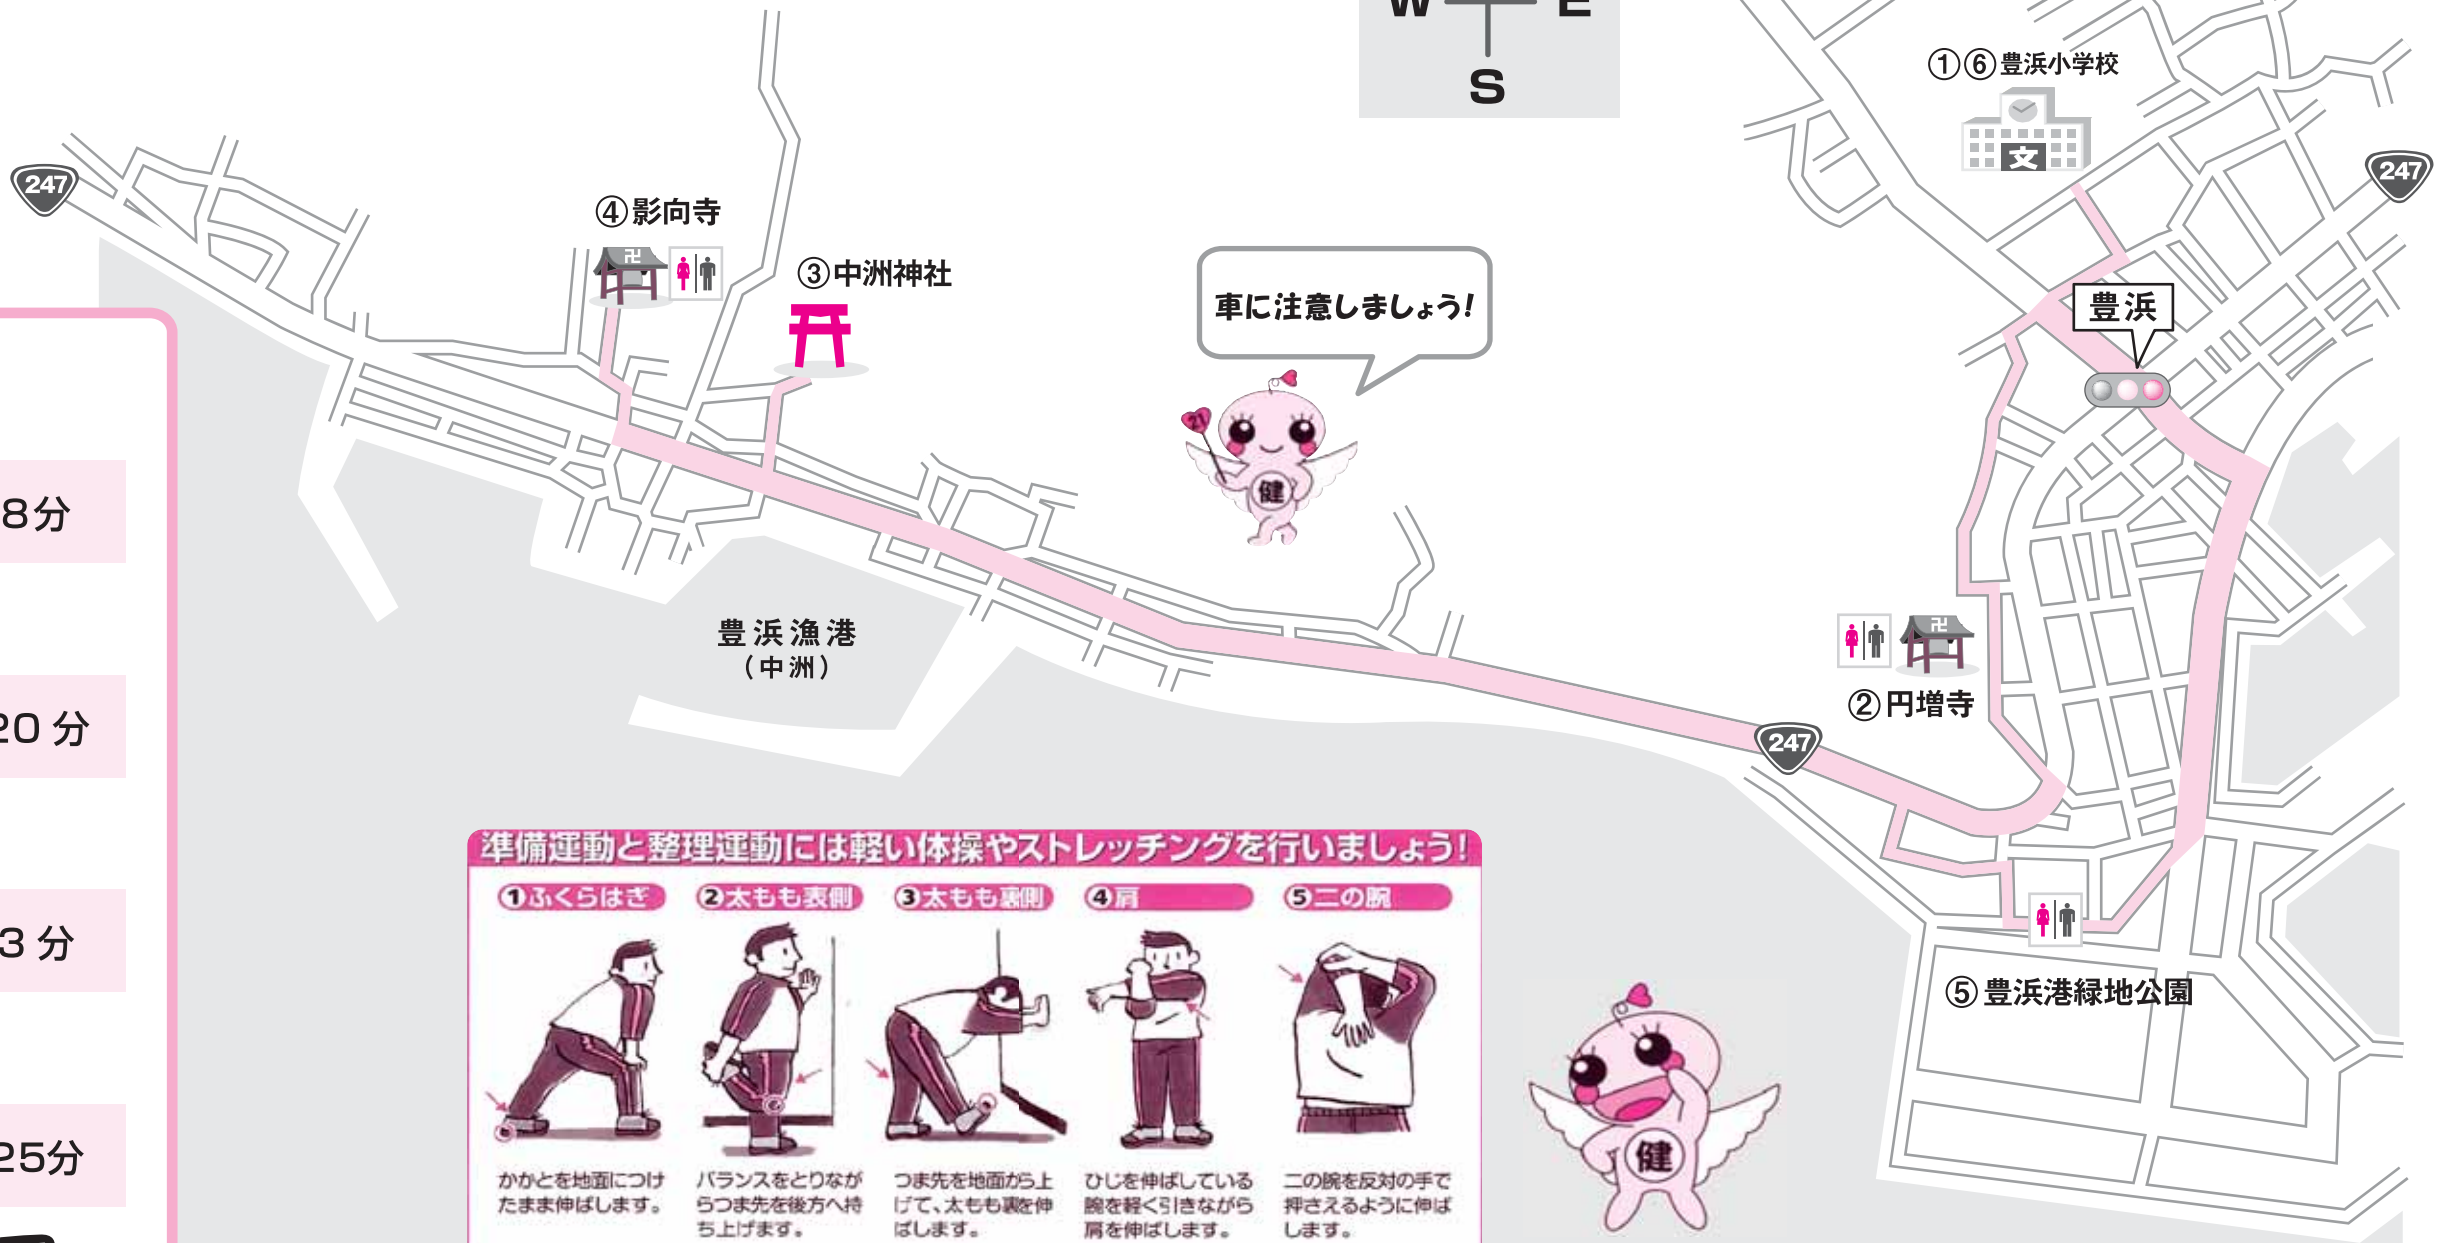 W E
S
①⑥豊浜小学校
247
247
④影向寺
③中洲神社
車に注意しましょう!
豊浜
21
健
8分
豊浜漁港
(中洲)
20 分
②円増寺
247
3 分
⑤豊浜港緑地公園
25分
準備運動と整理運動には軽い体操やストレッチングを行いましょう!
①ふくらはぎ
かかとを地面につけ
たまま伸ばします。
②太もも表側
バランスをとりなが
らつま先を後方へ持
ち上げます。
③太もも裏側
つま先を地面から上
げて、太もも裏を伸
ばします。
④肩
ひじを伸ばしている
腕を軽く引きながら
肩を伸ばします。
⑤二の腕
二の腕を反対の手で
押さえるように伸ば
します。
健
文
卍
卍